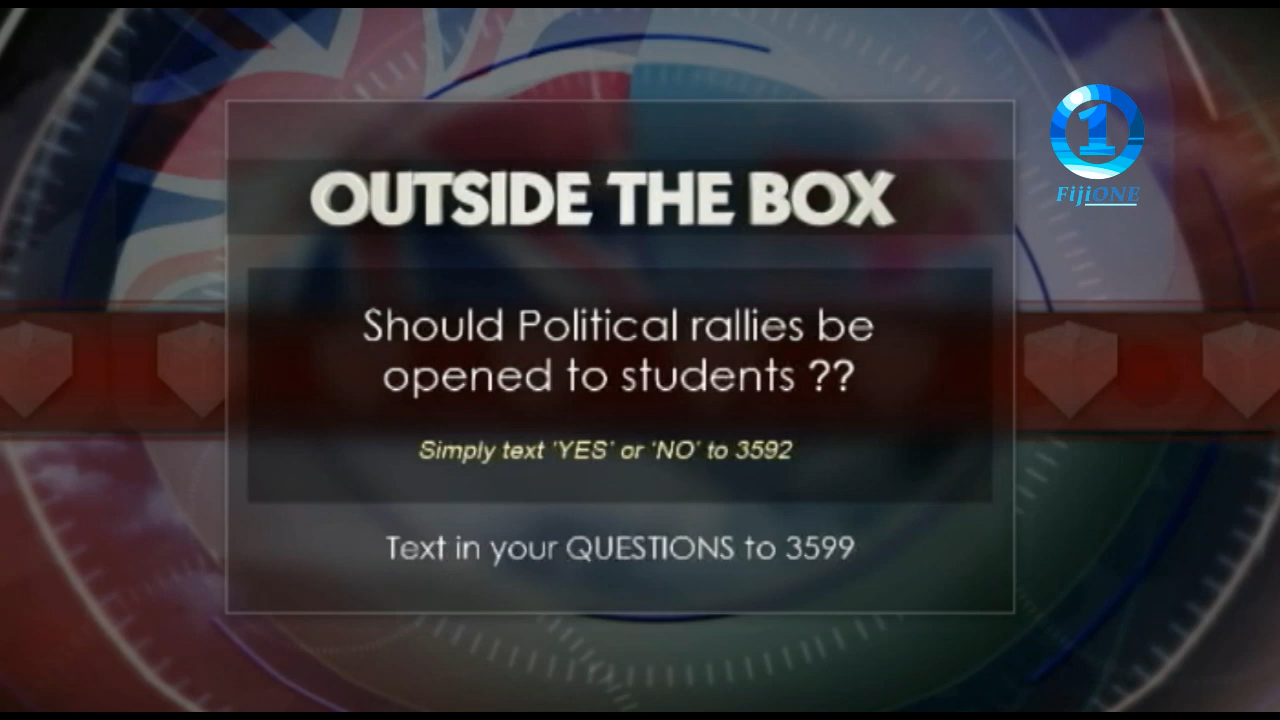 OUTSIDE THE BOX
1
FijiONE
Should Political rallies be
opened to students ??
Simply text 'YES' or 'NO' to 3592
Text in your QUESTIONS to 3599